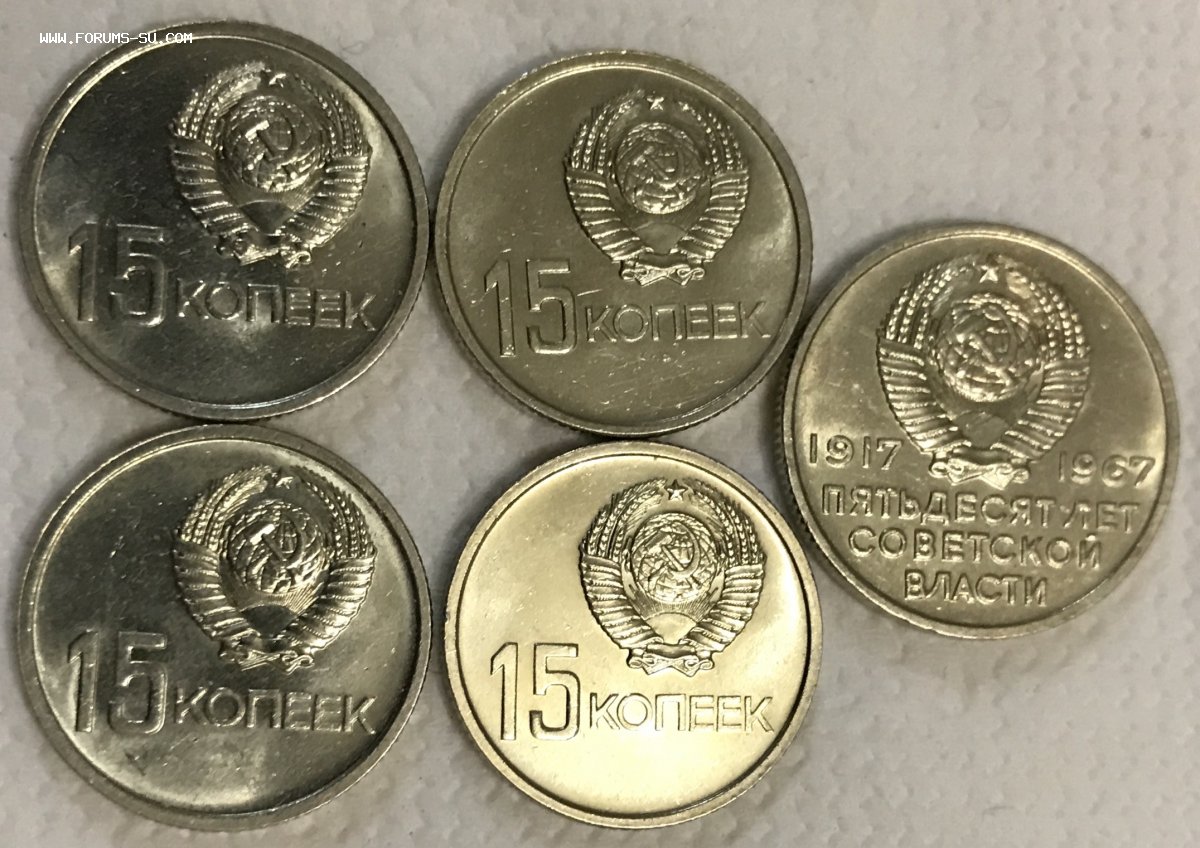 www.forums-su.com
15 КОПЕЕК
15 КОПЕЕК
15 КОПЕЕК
15 КОПЕЕК
1917 1967
ПЯТЬДЕСЯТ ЛЕТ
СОВЕТСКОЙ
ВЛАСТИ